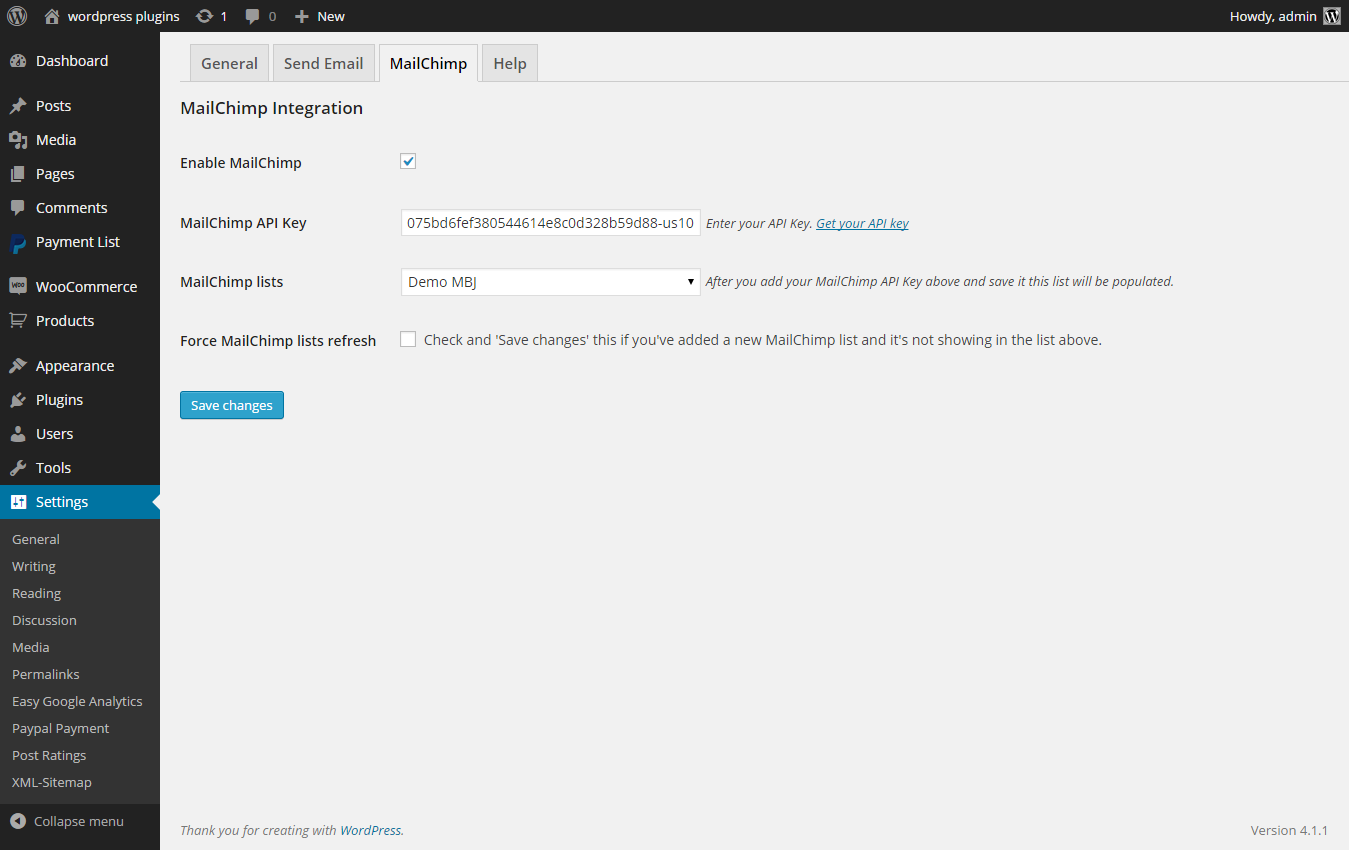 wordpress plugins 1 0 New Howdy, admin
Dashboard
Posts
Media
Pages
Comments
Payment List
WooCommerce
Products
Appearance
Plugins
Users
Tools
Settings
General
Writing
Reading
Discussion
Media
Permalinks
Easy Google Analytics
Paypal Payment
Post Ratings
XML-Sitemap
Collapse menu
General Send Email MailChimp Help
MailChimp Integration
Enable MailChimp
MailChimp API Key 075bd6fef380544614e8c0d328b59d88-us10 Enter your API Key. Get your API key
MailChimp lists Demo MBJ After you add your MailChimp API Key above and save it this list will be populated.
Force MailChimp lists refresh Check and 'Save changes' this if you've added a new MailChimp list and it's not showing in the list above.
Save changes
Thank you for creating with WordPress. Version 4.1.1